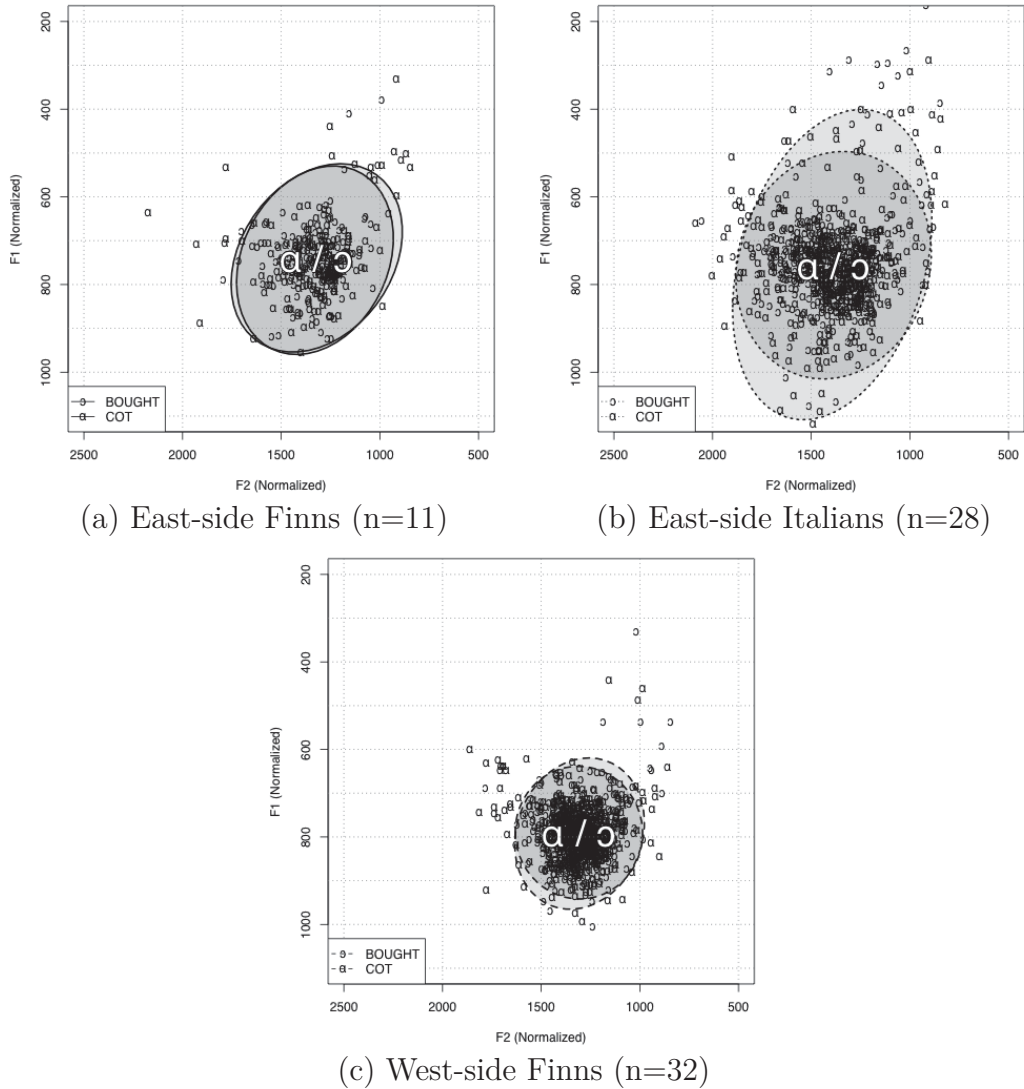 200
400
600
800
1000
F1 (Normalized)
ɑ / ɔ
ɔ BOUGHT
ɑ COT
2500 2000 1500 1000 500
F2 (Normalized)
(a) East-side Finns (n=11)
200
400
600
800
1000
F1 (Normalized)
ɑ / ɔ
ɔ BOUGHT
ɑ COT
2500 2000 1500 1000 500
F2 (Normalized)
(b) East-side Italians (n=28)
200
400
600
800
1000
F1 (Normalized)
ɑ / ɔ
ɔ BOUGHT
ɑ COT
2500 2000 1500 1000 500
F2 (Normalized)
(c) West-side Finns (n=32)